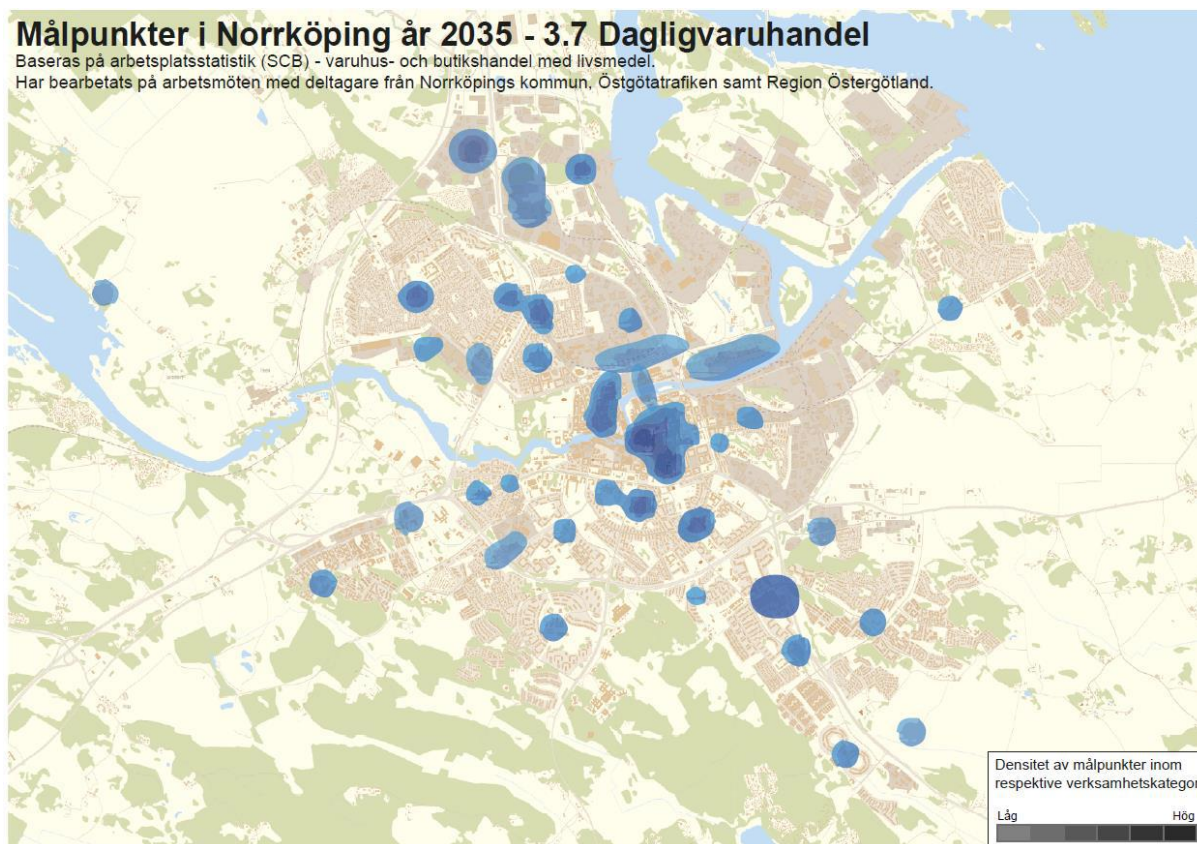 Målpunkter i Norrköping år 2035 - 3.7 Dagligvaruhandel
Baseras på arbetsplatsstatistik (SCB) - varuhus- och butikshandel med livsmedel.
Har bearbetats på arbetsmöten med deltagare från Norrköpings kommun, Östgötatrafiken samt Region Östergötland.
Densitet av målpunkter inom
respektive verksamhetskategor
Låg Hög